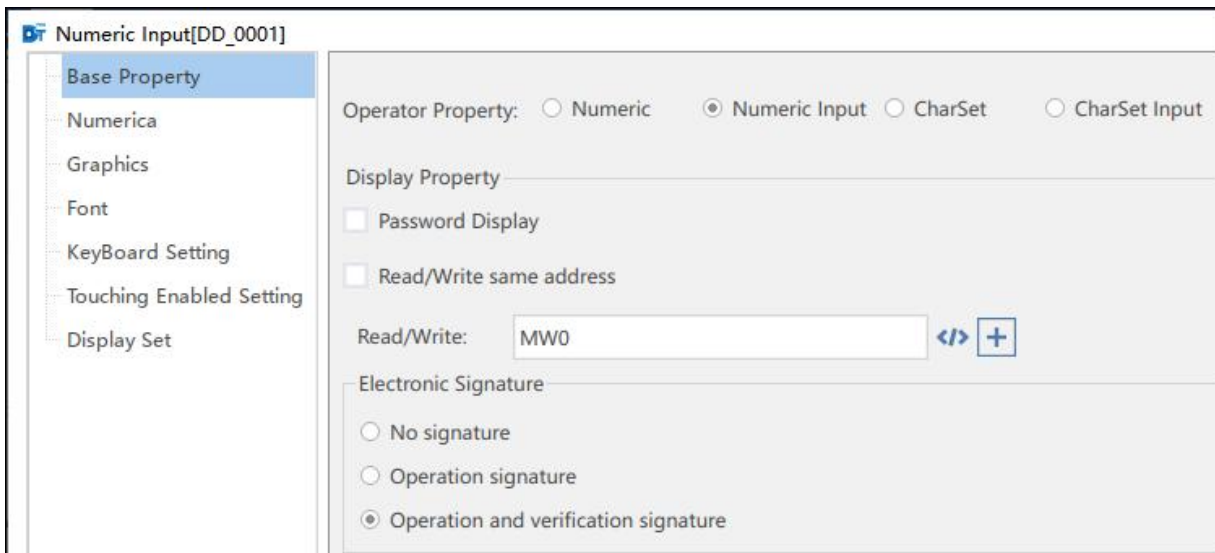 DT Numeric Input[DD_0001]
Base Property
Numerica
Graphics
Font
KeyBoard Setting
Touching Enabled Setting
Display Set
Operator Property: Numeric Numeric Input CharSet CharSet Input
Display Property
Password Display
Read/Write same address
Read/Write: MW0 </> +
Electronic Signature
No signature
Operation signature
Operation and verification signature